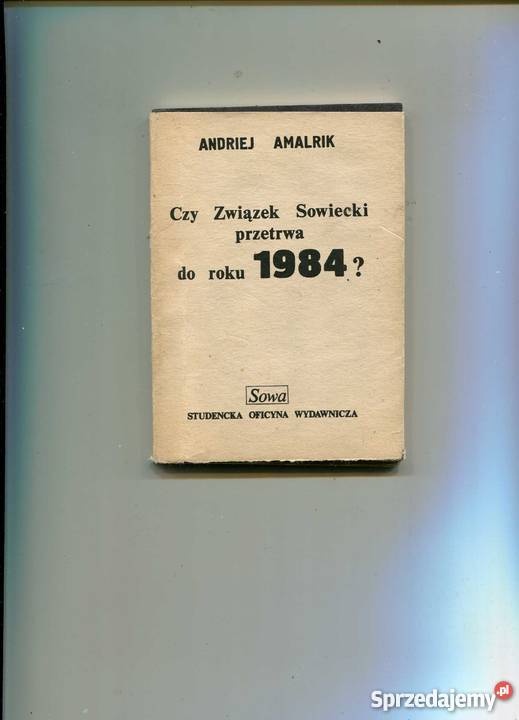 ANDRIEJ AMALRIK
Czy Związek Sowiecki
przetrwa
do roku 1984?
Sowa
STUDENCKA OFICYNA WYDAWNICZA
Sprzedajemy.pl